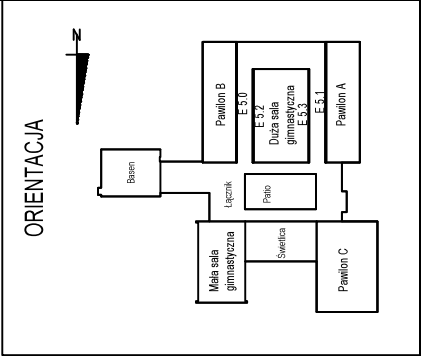 ORIENTACJA
N
Pawilon B
E 5.0
E 5.2
Duża sala
gimnastyczna
E 5.3
E 5.1
Pawilon A
Basen
Łącznik
Patio
Mała sala
gimnastyczna
Świetlica
Pawilon C